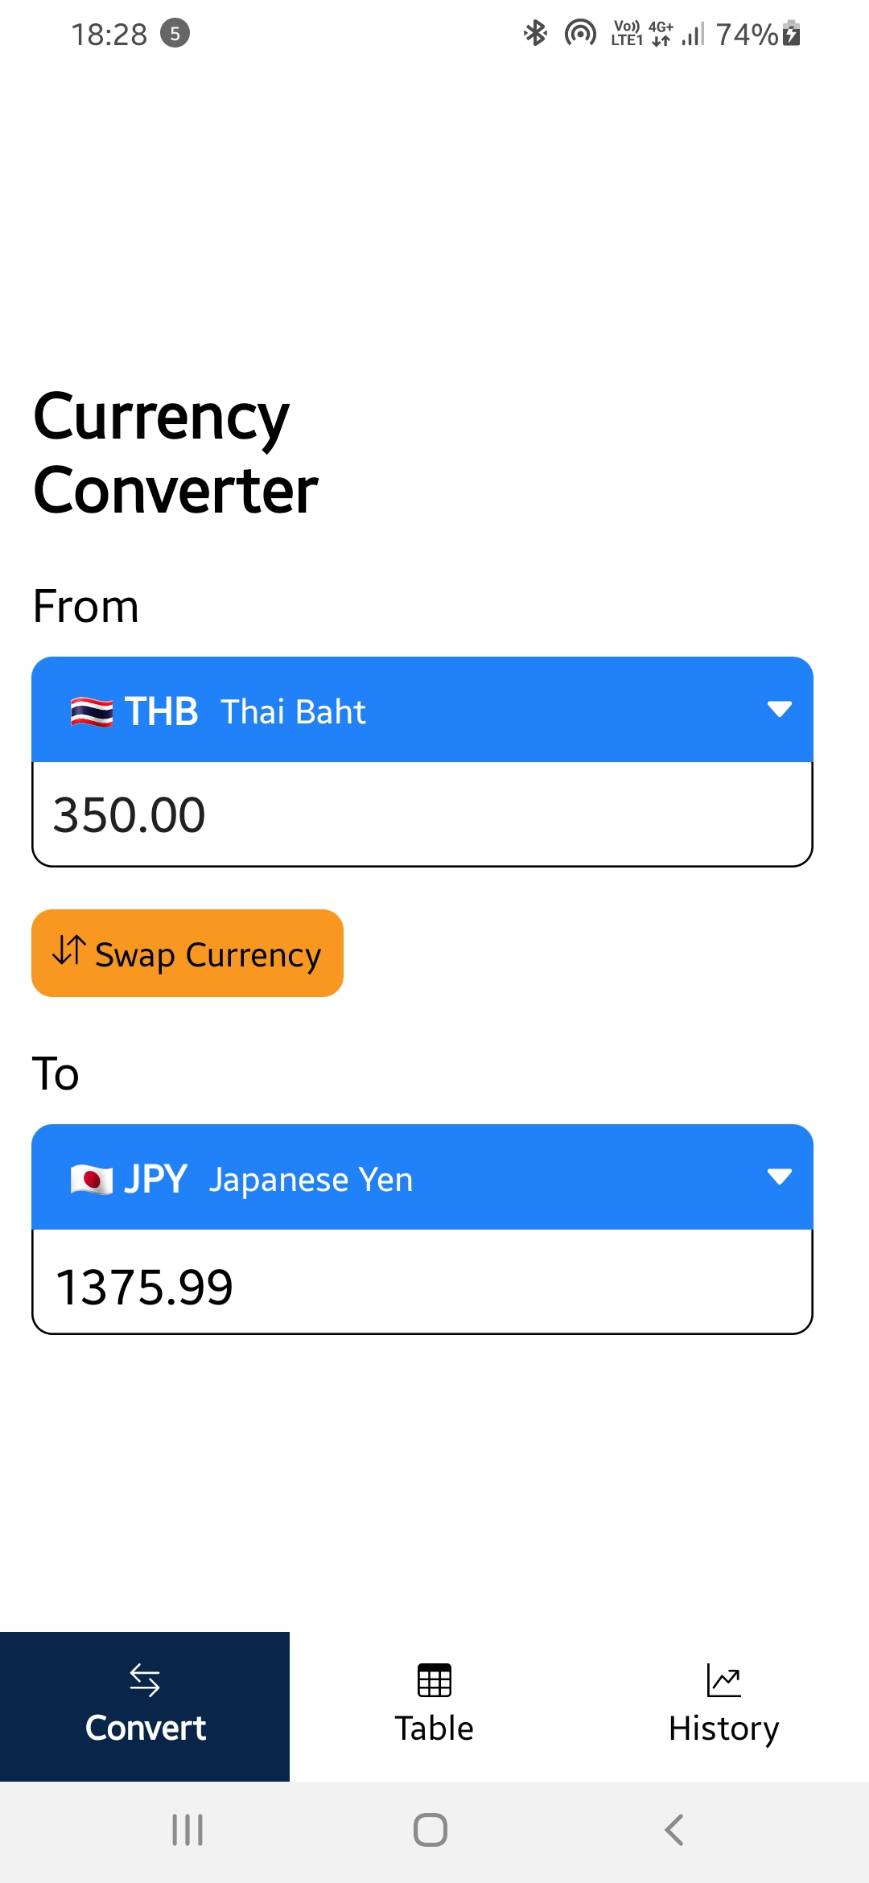 18:28 5 Vo)) LTE1 4G+ 74%
Currency
Converter
From
THB Thai Baht
350.00
Swap Currency
To
JPY Japanese Yen
1375.99
Convert Table History